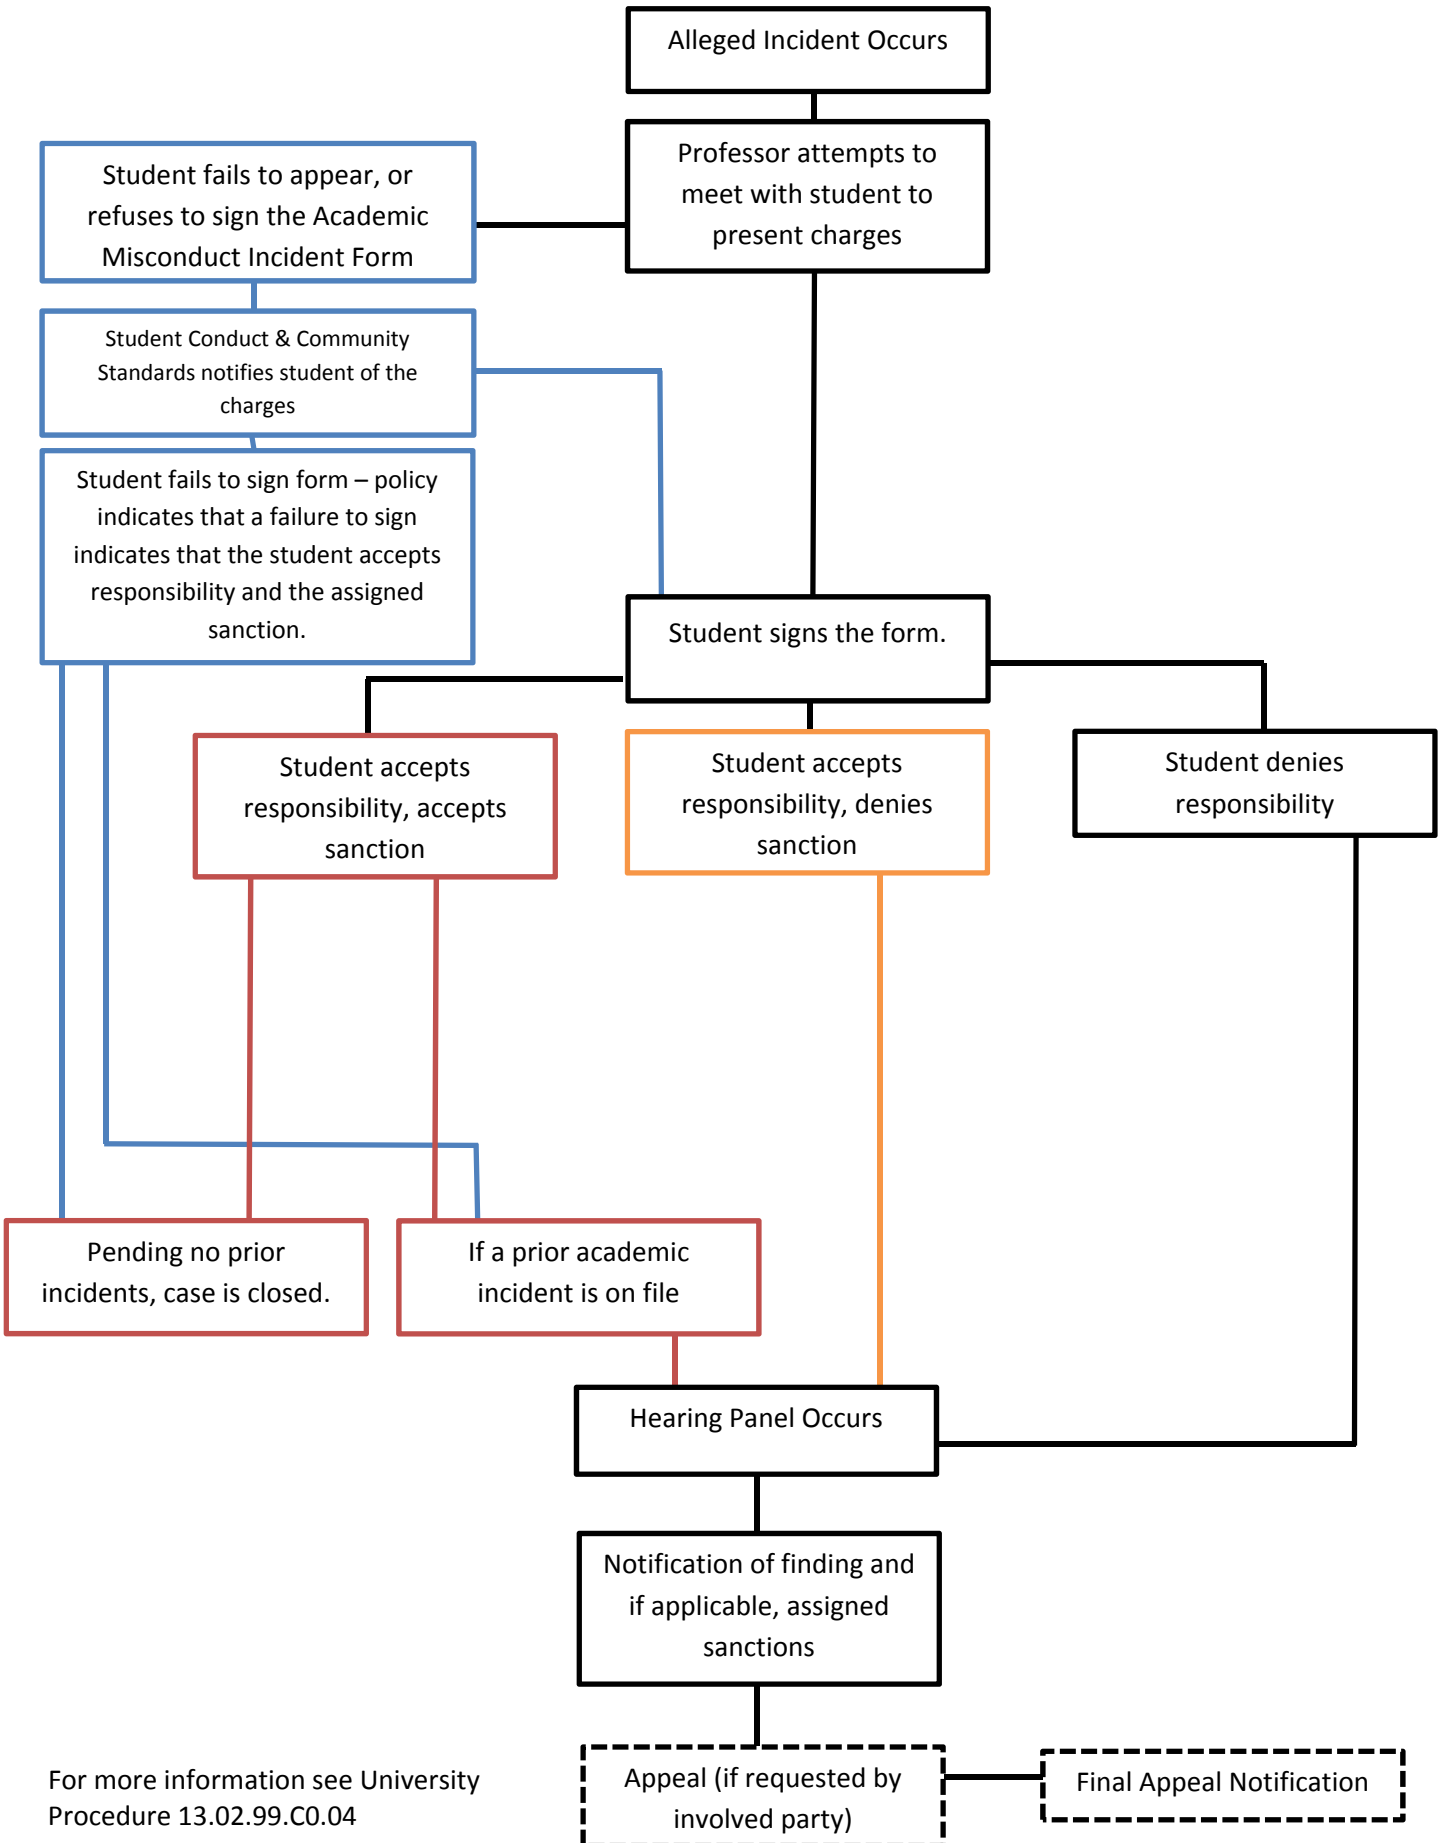 Alleged Incident Occurs
Professor attempts to
meet with student to
present charges
Student fails to appear, or
refuses to sign the Academic
Misconduct Incident Form
Student Conduct & Community
Standards notifies student of the
charges
Student fails to sign form – policy
indicates that a failure to sign
indicates that the student accepts
responsibility and the assigned
sanction.
Student signs the form.
Student accepts
responsibility, accepts
sanction
Student accepts
responsibility, denies
sanction
Student denies
responsibility
Pending no prior
incidents, case is closed.
If a prior academic
incident is on file
Hearing Panel Occurs
Notification of finding and
if applicable, assigned
sanctions
Appeal (if requested by
involved party)
Final Appeal Notification
For more information see University
Procedure 13.02.99.C0.04